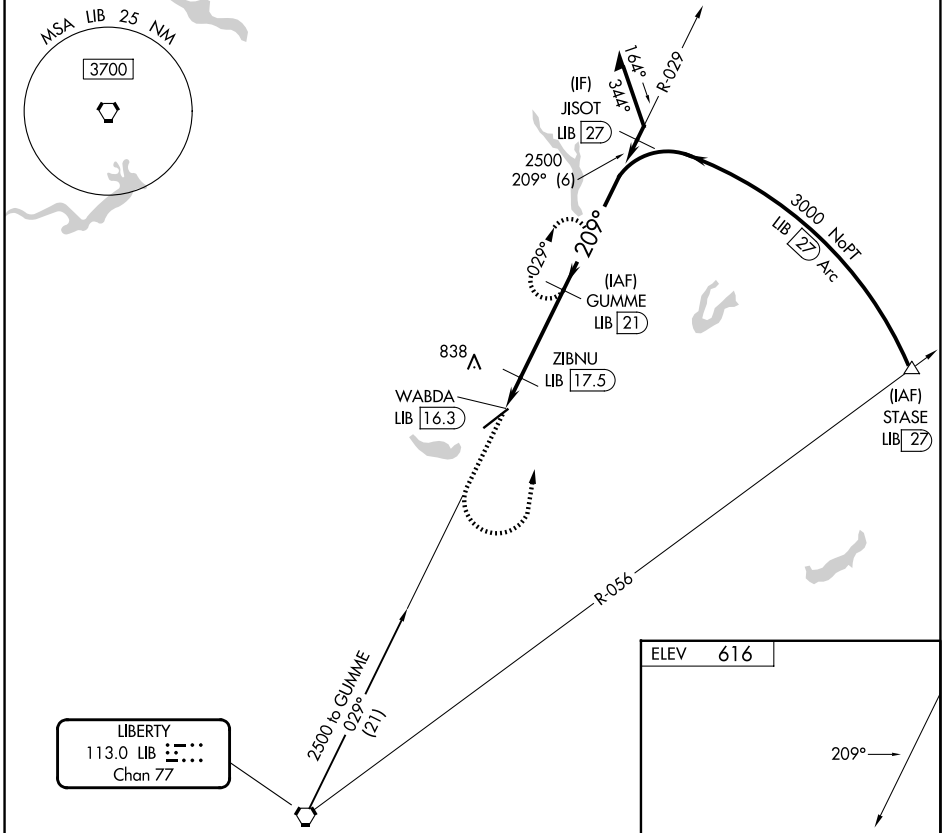 MSA LIB 25 NM
3700
164°
344°
R-029
(IF)
JISOT
LIB 27
2500
209° (6)
3000 NoPT
LIB 27 Arc
209°
029°
(IAF)
GUMME
LIB 21
838
ZIBNU
LIB 17.5
WABDA
LIB 16.3
(IAF)
STASE
LIB 27
R-056
2500 to GUMME
029°
(21)
LIBERTY
113.0 LIB
Chan 77
ELEV 616
209°